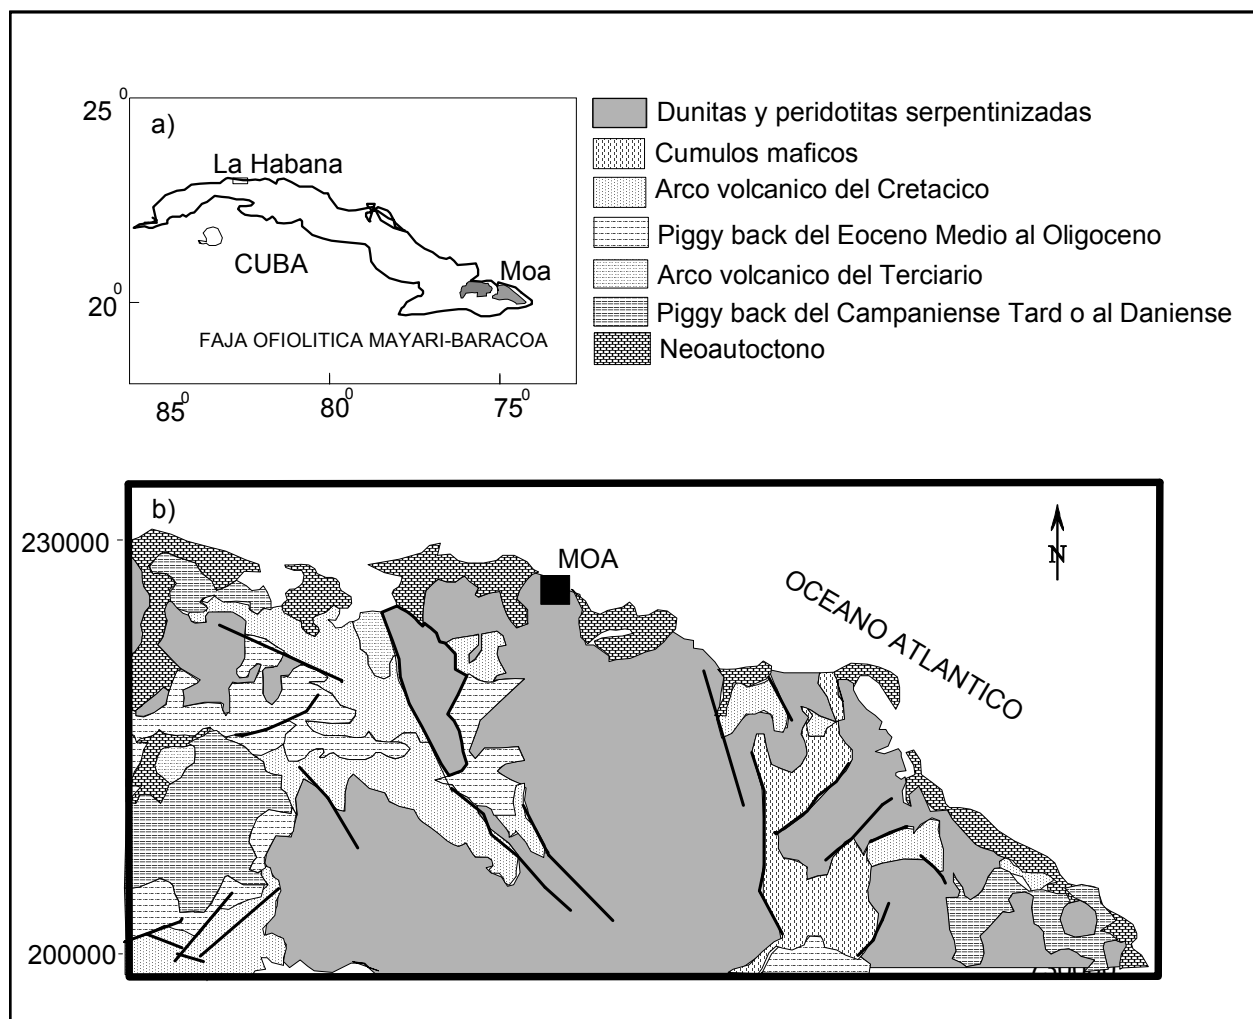 25 0
a)
La Habana
CUBA
Moa
20 0
FAJA OFIOLITICA MAYARI-BARACOA
85 0
80 0
75 0
Dunitas y peridotitas serpentinizadas
Cumulos maficos
Arco volcanico del Cretacico
Piggy back del Eoceno Medio al Oligoceno
Arco volcanico del Terciario
Piggy back del Campaniense Tard o al Daniense
Neoautoctono
b)
230000
MOA
N
OCEANO ATLANTICO
200000